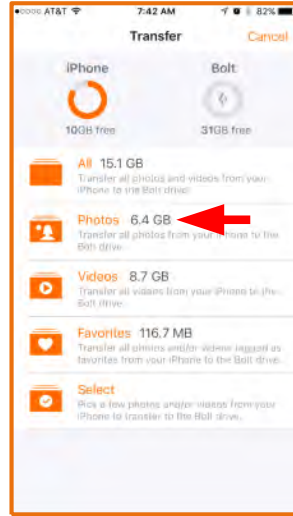 AT&T 7:42 AM 82%
Transfer Cancel
iPhone Bolt
10GB free 31GB free
All 15.1 GB
Transfer all photos and videos from your
iPhone to the Bolt drive.
Photos 6.4 GB
Transfer all photos from your iPhone to the
Bolt drive.
Videos 8.7 GB
Transfer all videos from your iPhone to the
Bolt drive.
Favorites 116.7 MB
Transfer all photos and/or videos tagged as
favorites from your iPhone to the Bolt drive.
Select
Pick a few photos and/or videos from your
iPhone to transfer to the Bolt drive.